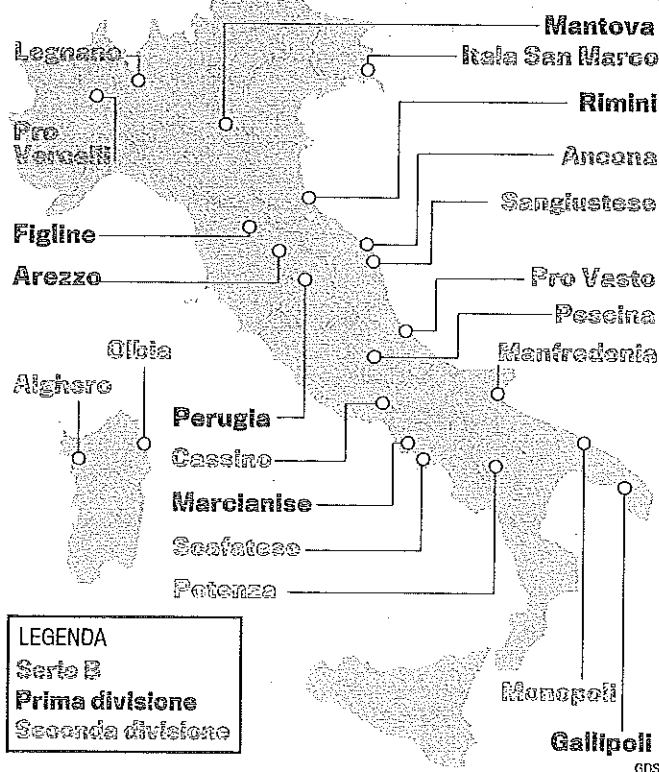 Mantova
Legnano
Itala San Marco
Rimini
Pro
Vercelli
Ancona
Sangiustese
Figline
Arezzo
Pro Vasto
Pescina
Olbia
Manfredonia
Alghero
Perugia
Cassino
Marcianise
Scafatese
Potenza
LEGENDA
Serie B
Prima divisione
Seconda divisione
Monopoli
Gallipoli
GDS